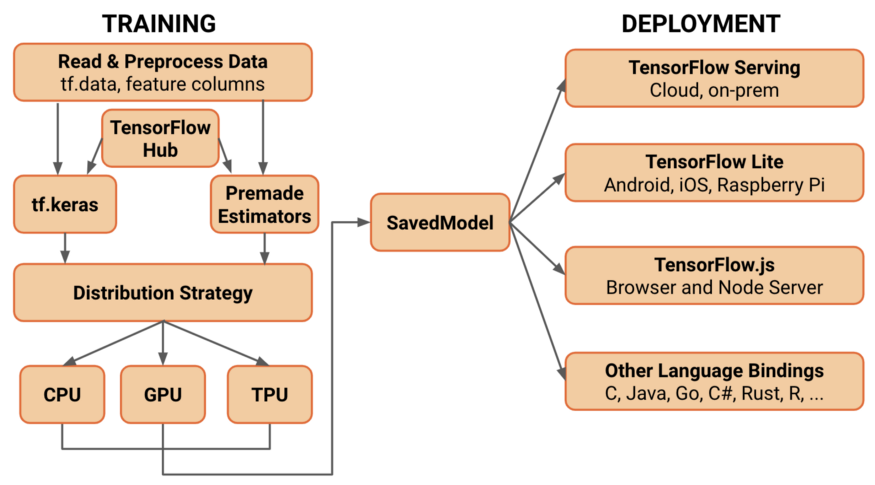 TRAINING
Read & Preprocess Data
tf.data, feature columns
TensorFlow
Hub
tf.keras
Premade
Estimators
Distribution Strategy
CPU
GPU
TPU
SavedModel
DEPLOYMENT
TensorFlow Serving
Cloud, on-prem
TensorFlow Lite
Android, iOS, Raspberry Pi
TensorFlow.js
Browser and Node Server
Other Language Bindings
C, Java, Go, C#, Rust, R, ...